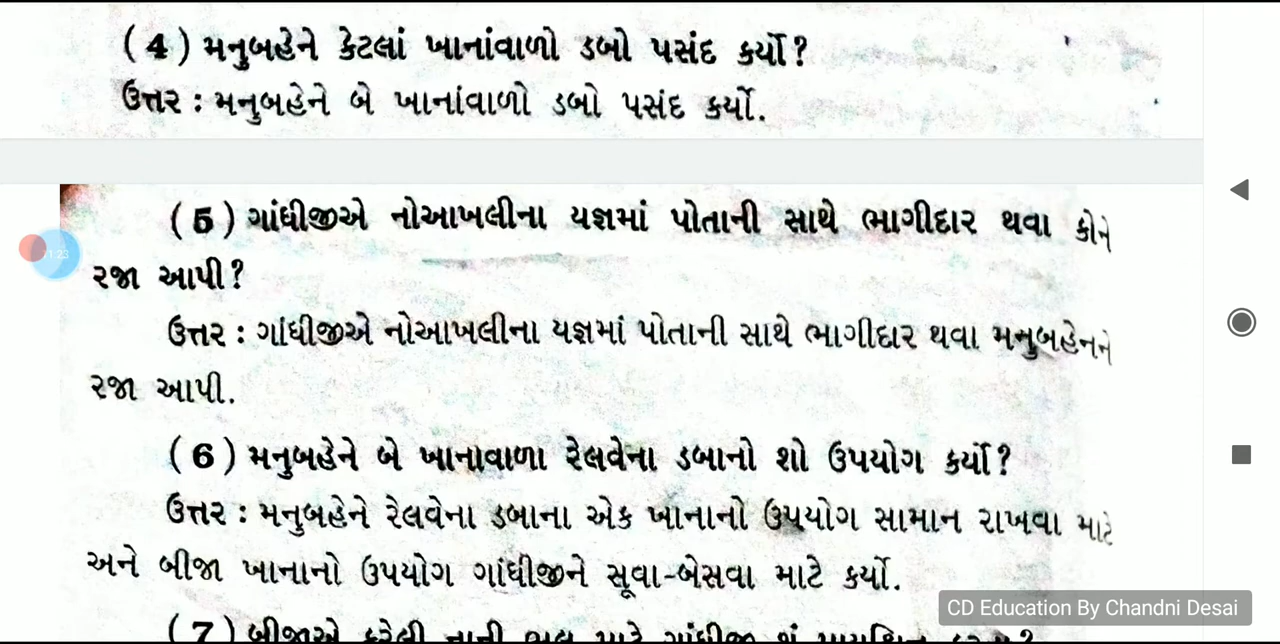 (4) મનુબહેને કેટલાં ખાનાંવાળો ડબો પસંદ કર્યો?
ઉત્તર : મનુબહેને બે ખાનાંવાળો ડબો પસંદ કર્યો.
(5) ગાંધીજીએ નોઆખલીના યજ્ઞમાં પોતાની સાથે ભાગીદાર થવા કોને
1:23
રજા આપી?
ઉત્તર : ગાંધીજીએ નોઆખલીના યજ્ઞમાં પોતાની સાથે ભાગીદાર થવા મનુબહેનને
રજા આપી.
(6) મનુબહેને બે ખાનાવાળા રેલવેના ડબાનો શો ઉપયોગ કર્યો?
ઉત્તર : મનુબહેને રેલવેના ડબાના એક ખાનાનો ઉપયોગ સામાન રાખવા માટે
અને બીજા ખાનાનો ઉપયોગ ગાંધીજીને સૂવા-બેસવા માટે કર્યો.
CD Education By Chandni Desai
(7)